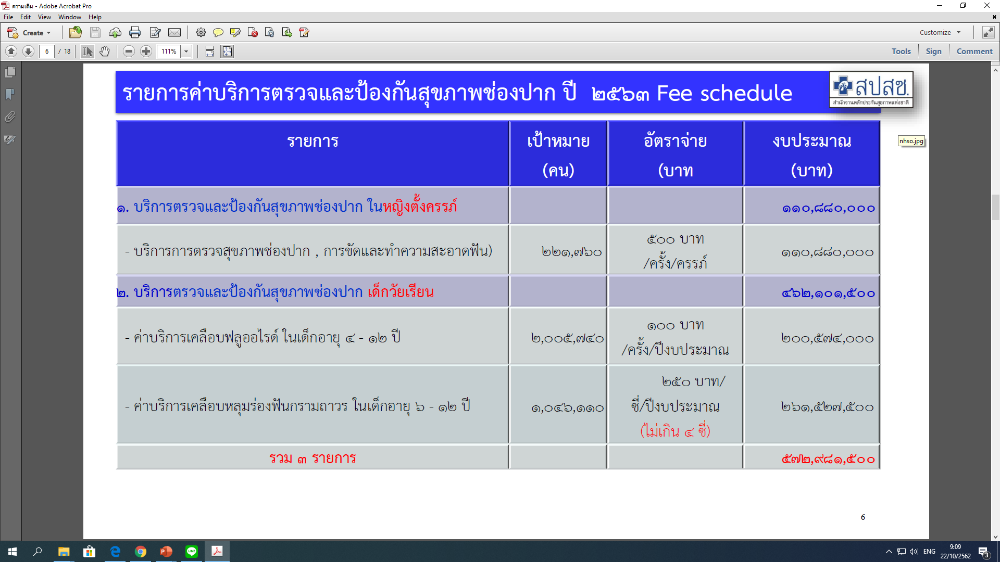 ความเดิม - Adobe Acrobat Pro
File Edit View Window Help
Create
Customize
6 / 18 111% Tools Sign Comment
รายการค่าบริการตรวจและป้องกันสุขภาพช่องปาก ปี ๒๕๖๓ Fee schedule
สปสช.
สำนักงานหลักประกันสุขภาพแห่งชาติ
nhso.jpg
รายการ เป้าหมาย อัตราจ่าย งบประมาณ
(คน) (บาท (บาท)
๑. บริการตรวจและป้องกันสุขภาพช่องปาก ในหญิงตั้งครรภ์ ๑๑๐,๘๘๐,๐๐๐
- บริการการตรวจสุขภาพช่องปาก , การขัดและทำความสะอาดฟัน) ๒๒๑,๗๖๐ ๕๐๐ บาท ๑๑๐,๘๘๐,๐๐๐
/ครั้ง/ครรภ์
๒. บริการตรวจและป้องกันสุขภาพช่องปาก เด็กวัยเรียน ๔๖๒,๑๐๑,๕๐๐
- ค่าบริการเคลือบฟลูออไรด์ ในเด็กอายุ ๔ - ๑๒ ปี ๒,๐๐๕,๗๔๐ ๑๐๐ บาท ๒๐๐,๕๗๔,๐๐๐
/ครั้ง/ปีงบประมาณ
- ค่าบริการเคลือบหลุมร่องฟันกรามถาวร ในเด็กอายุ ๖ - ๑๒ ปี ๑,๐๔๖,๑๑๐ ๒๕๐ บาท/ ๒๖๑,๕๒๗,๕๐๐
ซี่/ปีงบประมาณ
(ไม่เกิน ๔ ซี่)
รวม ๓ รายการ ๕๗๒,๙๘๑,๕๐๐
6
LINE
ENG
9:09
22/10/2562
3